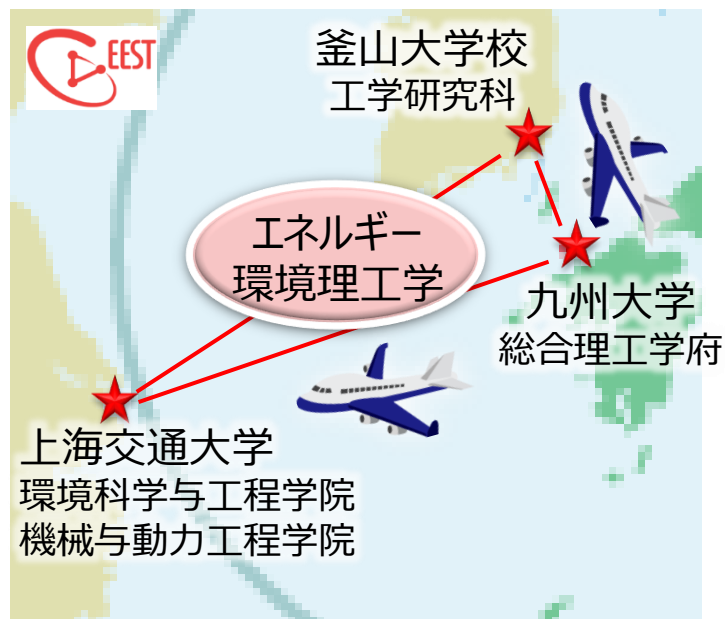 EEST
釜山大学校
工学研究科
エネルギー
環境理工学
九州大学
総合理工学府
上海交通大学
環境科学与工程学院
機械与動力工程学院